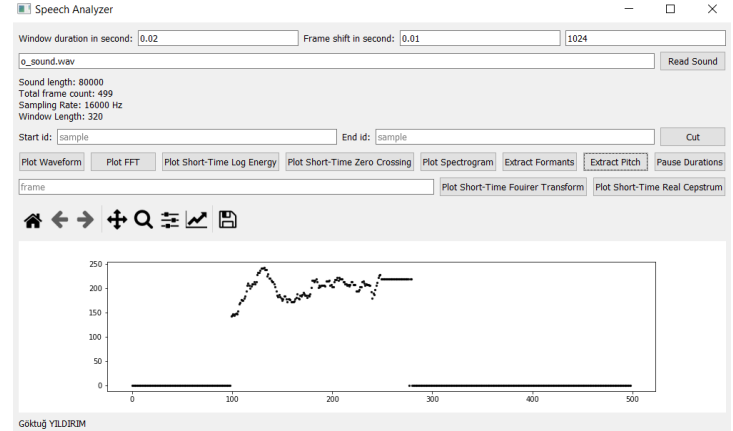 Speech Analyzer
Window duration in second: 0.02 Frame shift in second: 0.01 1024
o_sound.wav Read Sound
Sound length: 80000
Total frame count: 499
Sampling Rate: 16000 Hz
Window Length: 320
Start id: sample End id: sample Cut
Plot Waveform Plot FFT Plot Short-Time Log Energy Plot Short-Time Zero Crossing Plot Spectrogram Extract Formants Extract Pitch Pause Durations
frame Plot Short-Time Fouirer Transform Plot Short-Time Real Cepstrum
250
200
150
100
50
0
0 100 200 300 400 500
Göktuğ YILDIRIM